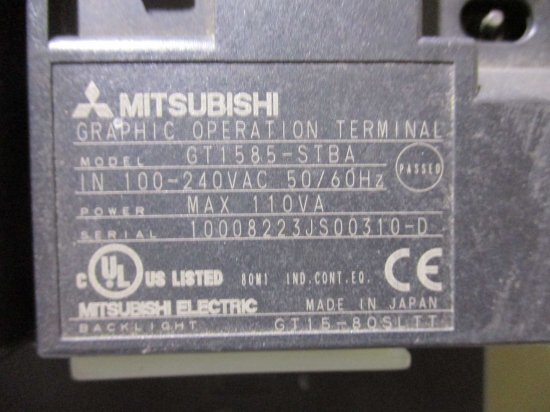 MITSUBISHI
GRAPHIC OPERATION TERMINAL
MODEL GT1585-STBA
IN 100-240VAC 50/60Hz PASSED
POWER MAX 110VA
SERIAL 10008223JS00310-D
C UL US LISTED 80M1 IND.CONT.EQ. CE
MITSUBISHI ELECTRIC MADE IN JAPAN
BACKLIGHT GT15-80SLTT